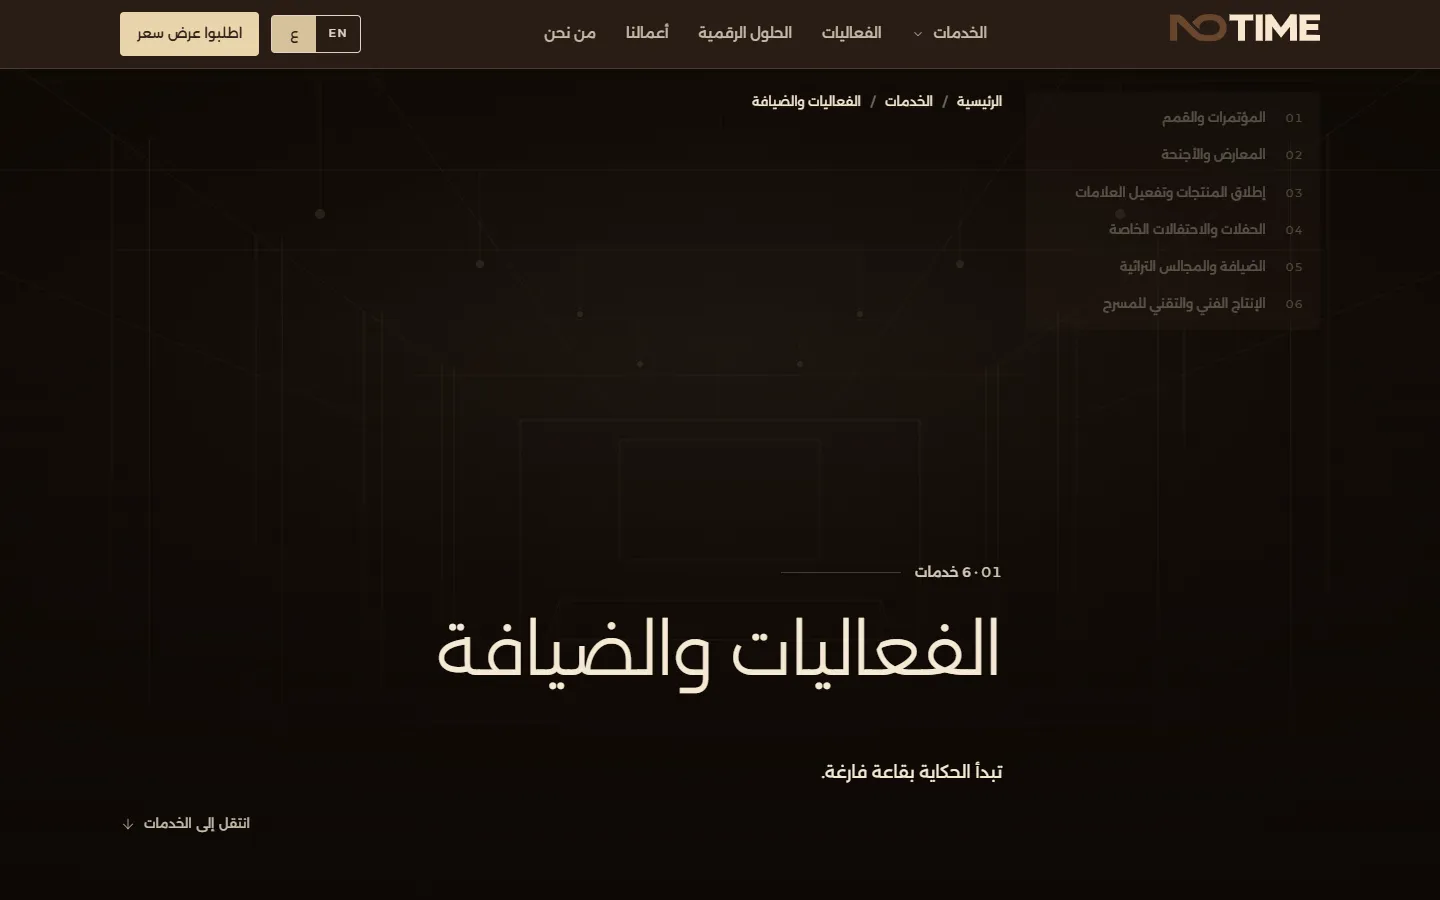 NO TIME
الخدمات
الفعاليات
الحلول الرقمية
أعمالنا
من نحن
EN
ع
اطلبوا عرض سعر
الرئيسية / الخدمات / الفعاليات والضيافة
01 المؤتمرات والقمم
02 المعارض والأجنحة
03 إطلاق المنتجات وتفعيل العلامات
04 الحفلات والاحتفالات الخاصة
05 الضيافة والمجالس التراثية
06 الإنتاج الفني والتقني للمسرح
01 · 6 خدمات
الفعاليات والضيافة
تبدأ الحكاية بقاعة فارغة.
انتقل إلى الخدمات